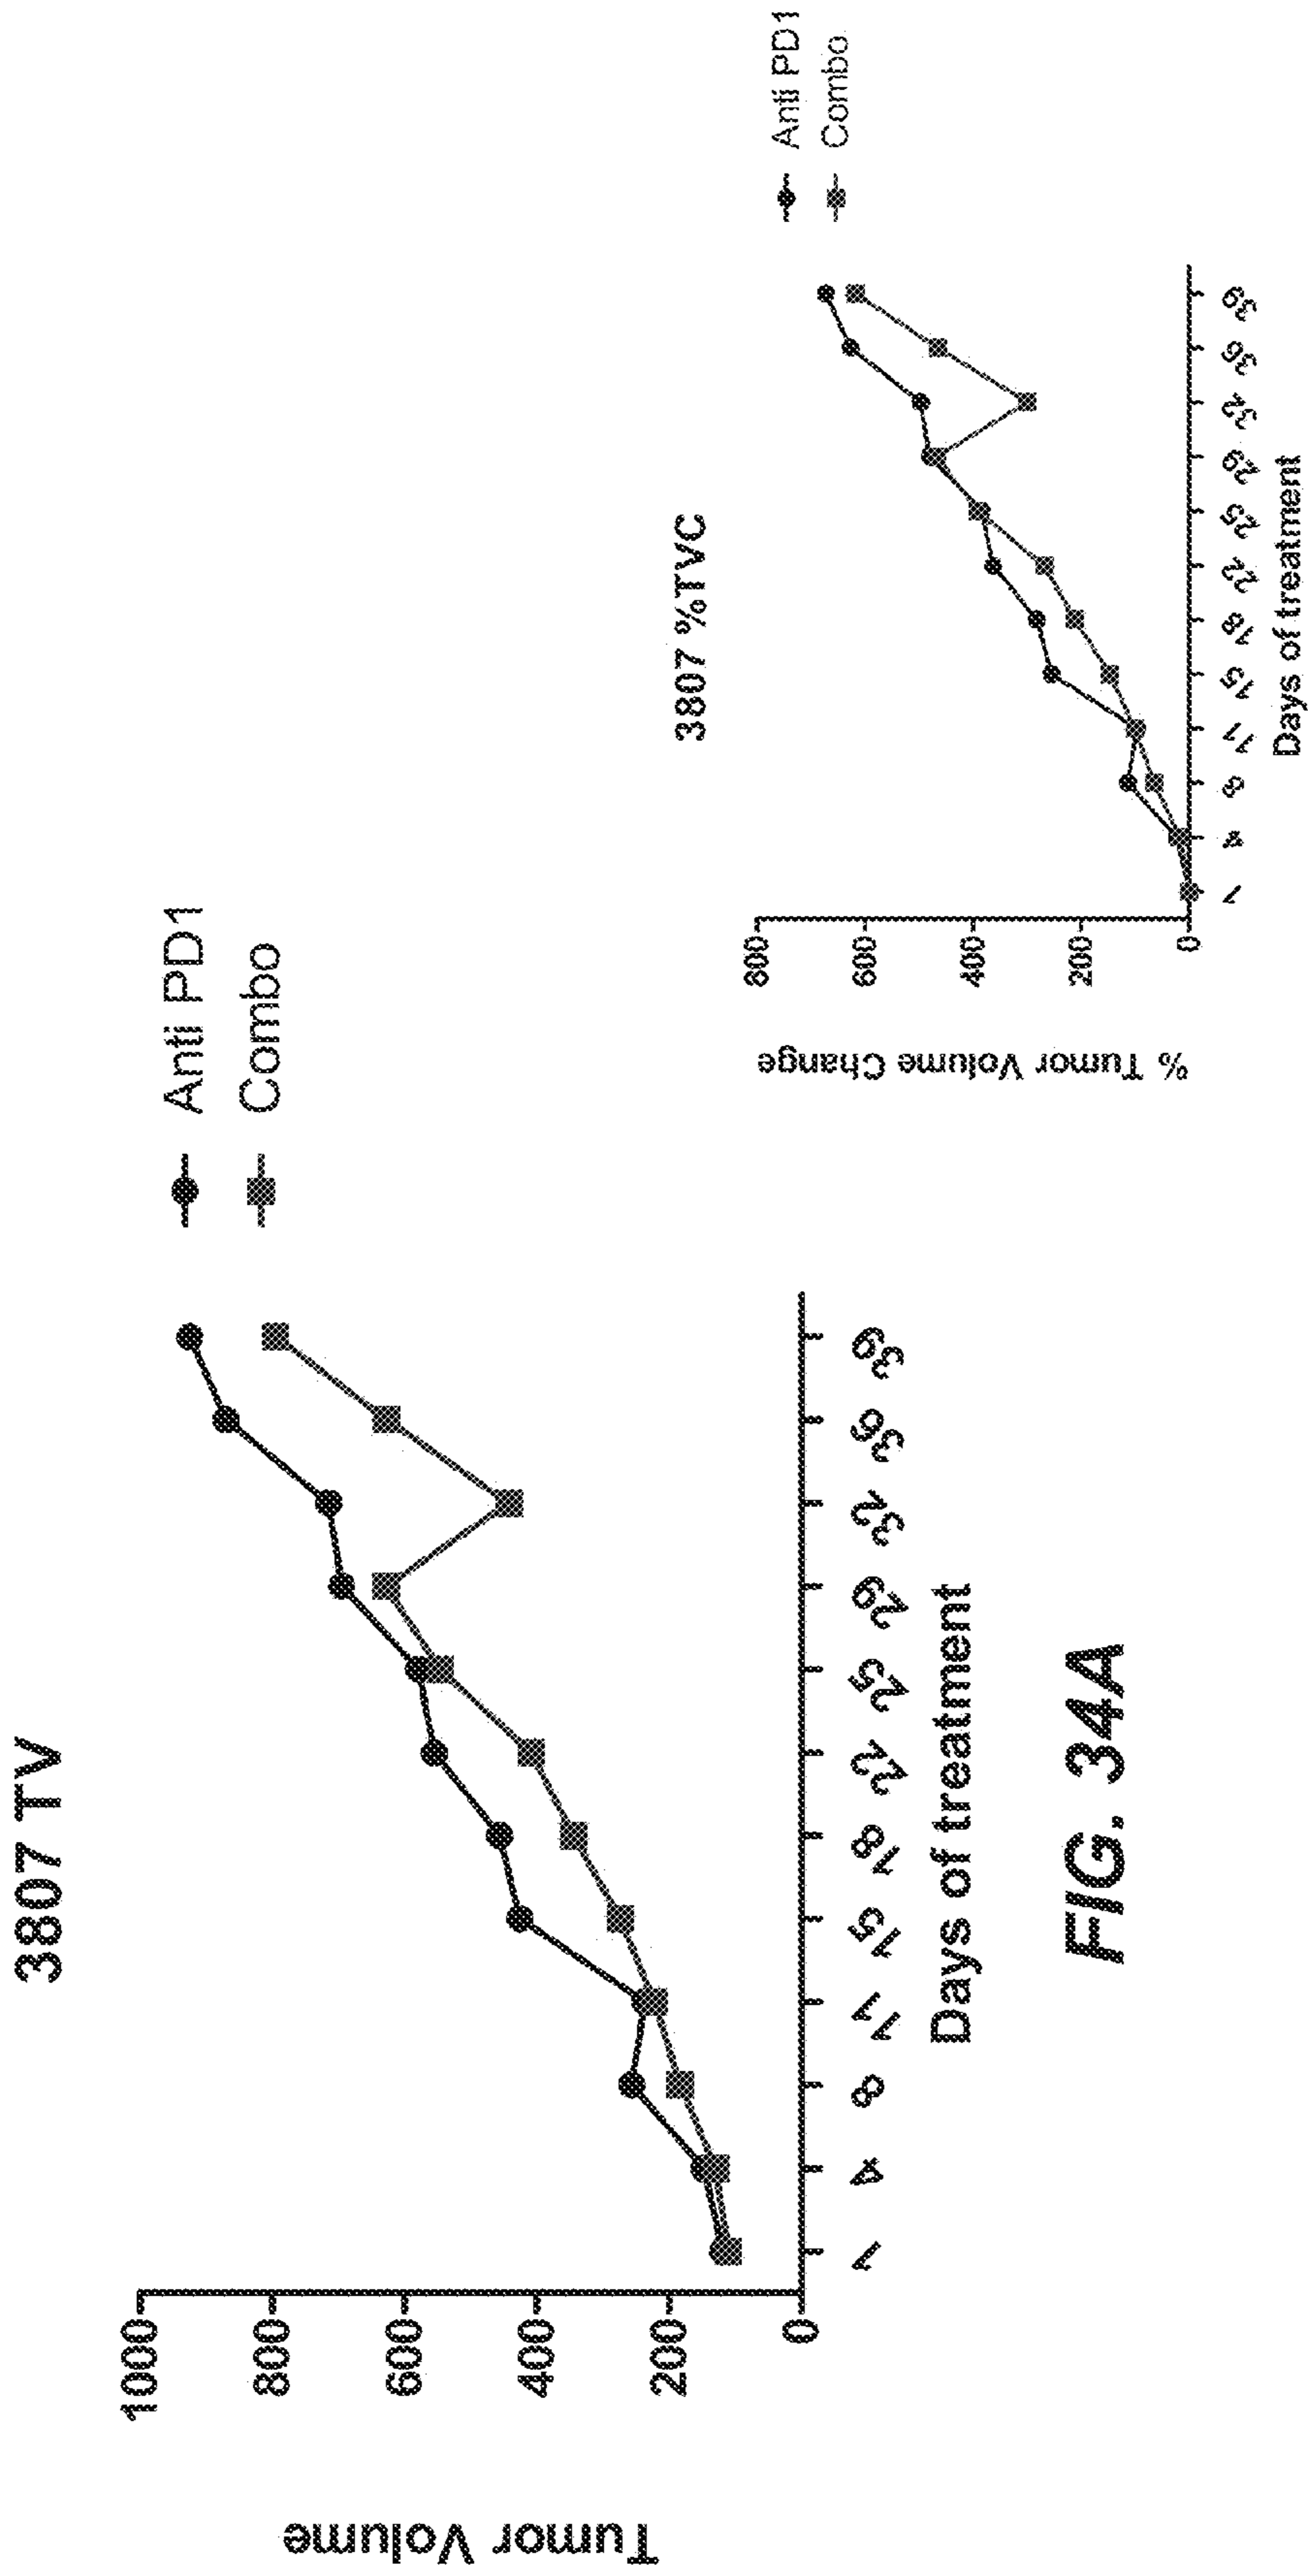 3807 TV
Anti PD1
Combo
Tumor Volume
1000
800
600
400
200
0
1 4 8 11 15 18 22 25 29 32 36 39
Days of treatment
3807 %TVC
Anti PD1
Combo
% Tumor Volume Change
800
600
400
200
0
1 4 8 11 15 18 22 25 29 32 36 39
Days of treatment
FIG. 34A